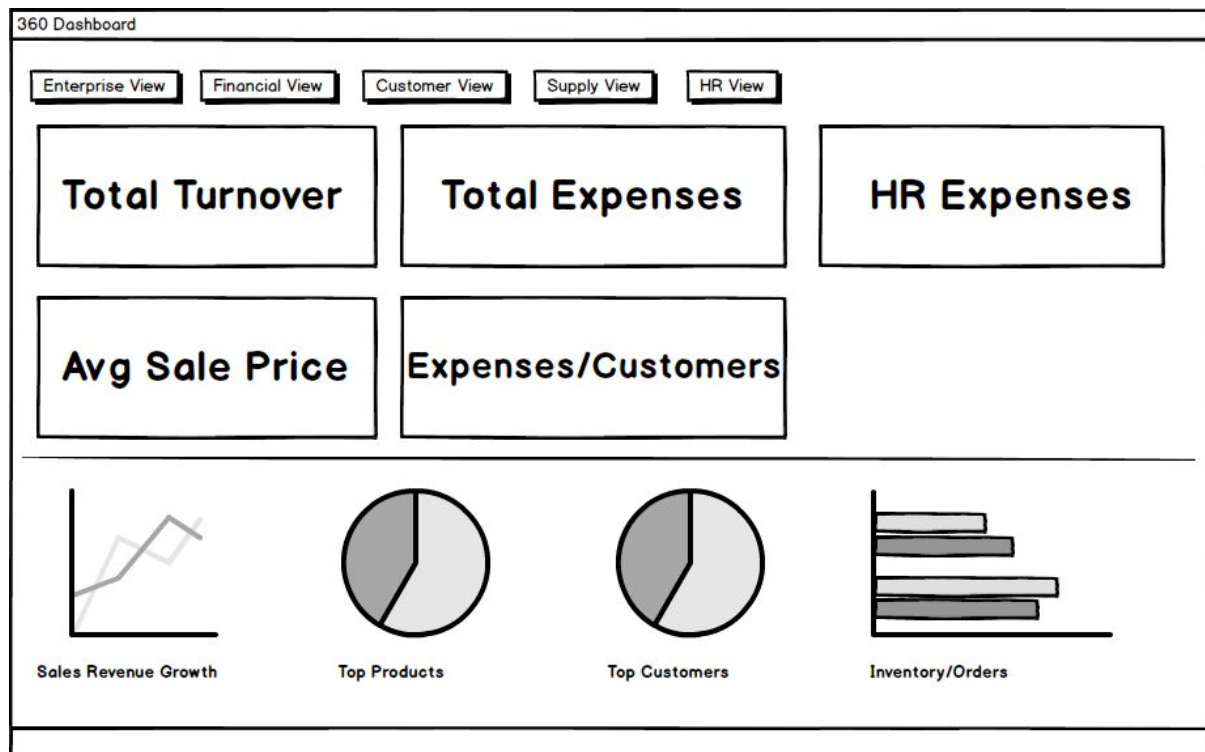 360 Dashboard
Enterprise View
Financial View
Customer View
Supply View
HR View
Total Turnover
Total Expenses
HR Expenses
Avg Sale Price
Expenses/Customers
Sales Revenue Growth
Top Products
Top Customers
Inventory/Orders